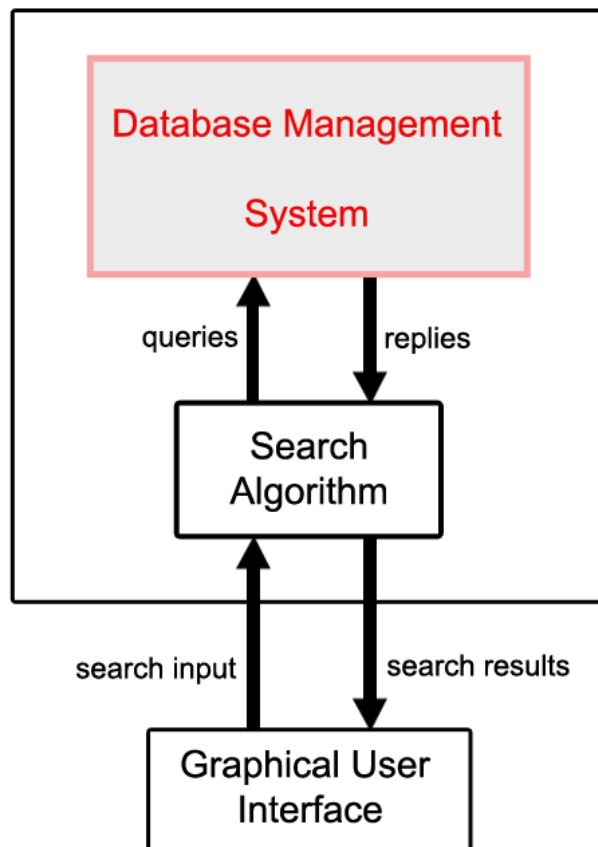 Database Management
System
queries
replies
Search
Algorithm
search input
search results
Graphical User
Interface